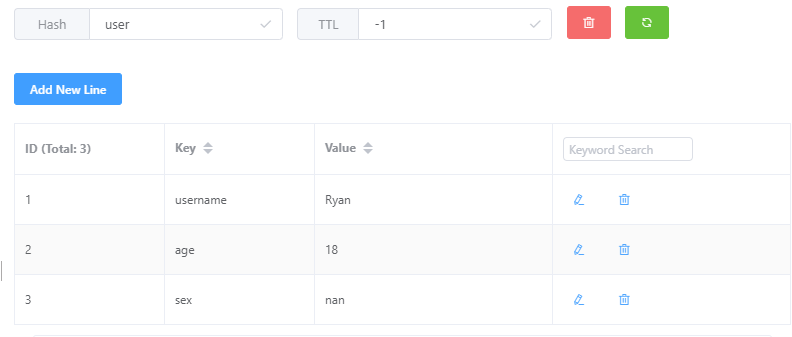 Hash user TTL -1
Add New Line
ID (Total: 3) Key Value Keyword Search
1 username Ryan
2 age 18
3 sex nan